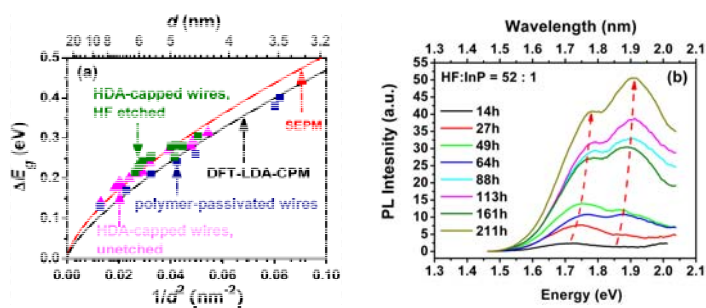 d (nm)
20 10 8 6 5 4 3.2
0.5
0.4
0.3
0.2
0.1
0.0
ΔEg (eV)
(a)
HDA-capped wires,
HF etched
SEPM
DFT-LDA-CPM
polymer-passivated wires
HDA-capped wires,
unetched
0.00 0.02 0.04 0.06 0.08 0.10
1/d² (nm⁻²)
Wavelength (nm)
1.3 1.4 1.5 1.6 1.7 1.8 1.9 2.0 2.1
55
50
45
40
35
30
25
20
15
10
5
0
PL Intesnity (a.u.)
HF:InP = 52 : 1
(b)
14h
27h
49h
64h
88h
113h
161h
211h
1.3 1.4 1.5 1.6 1.7 1.8 1.9 2.0 2.1
Energy (eV)